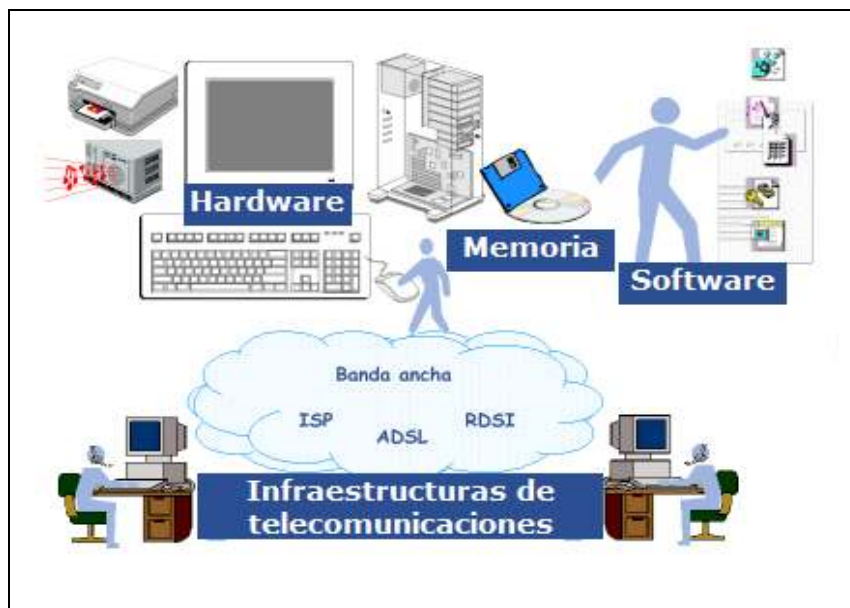 Hardware
Memoria
Software
Banda ancha
ISP
RDSI
ADSL
Infraestructuras de
telecomunicaciones